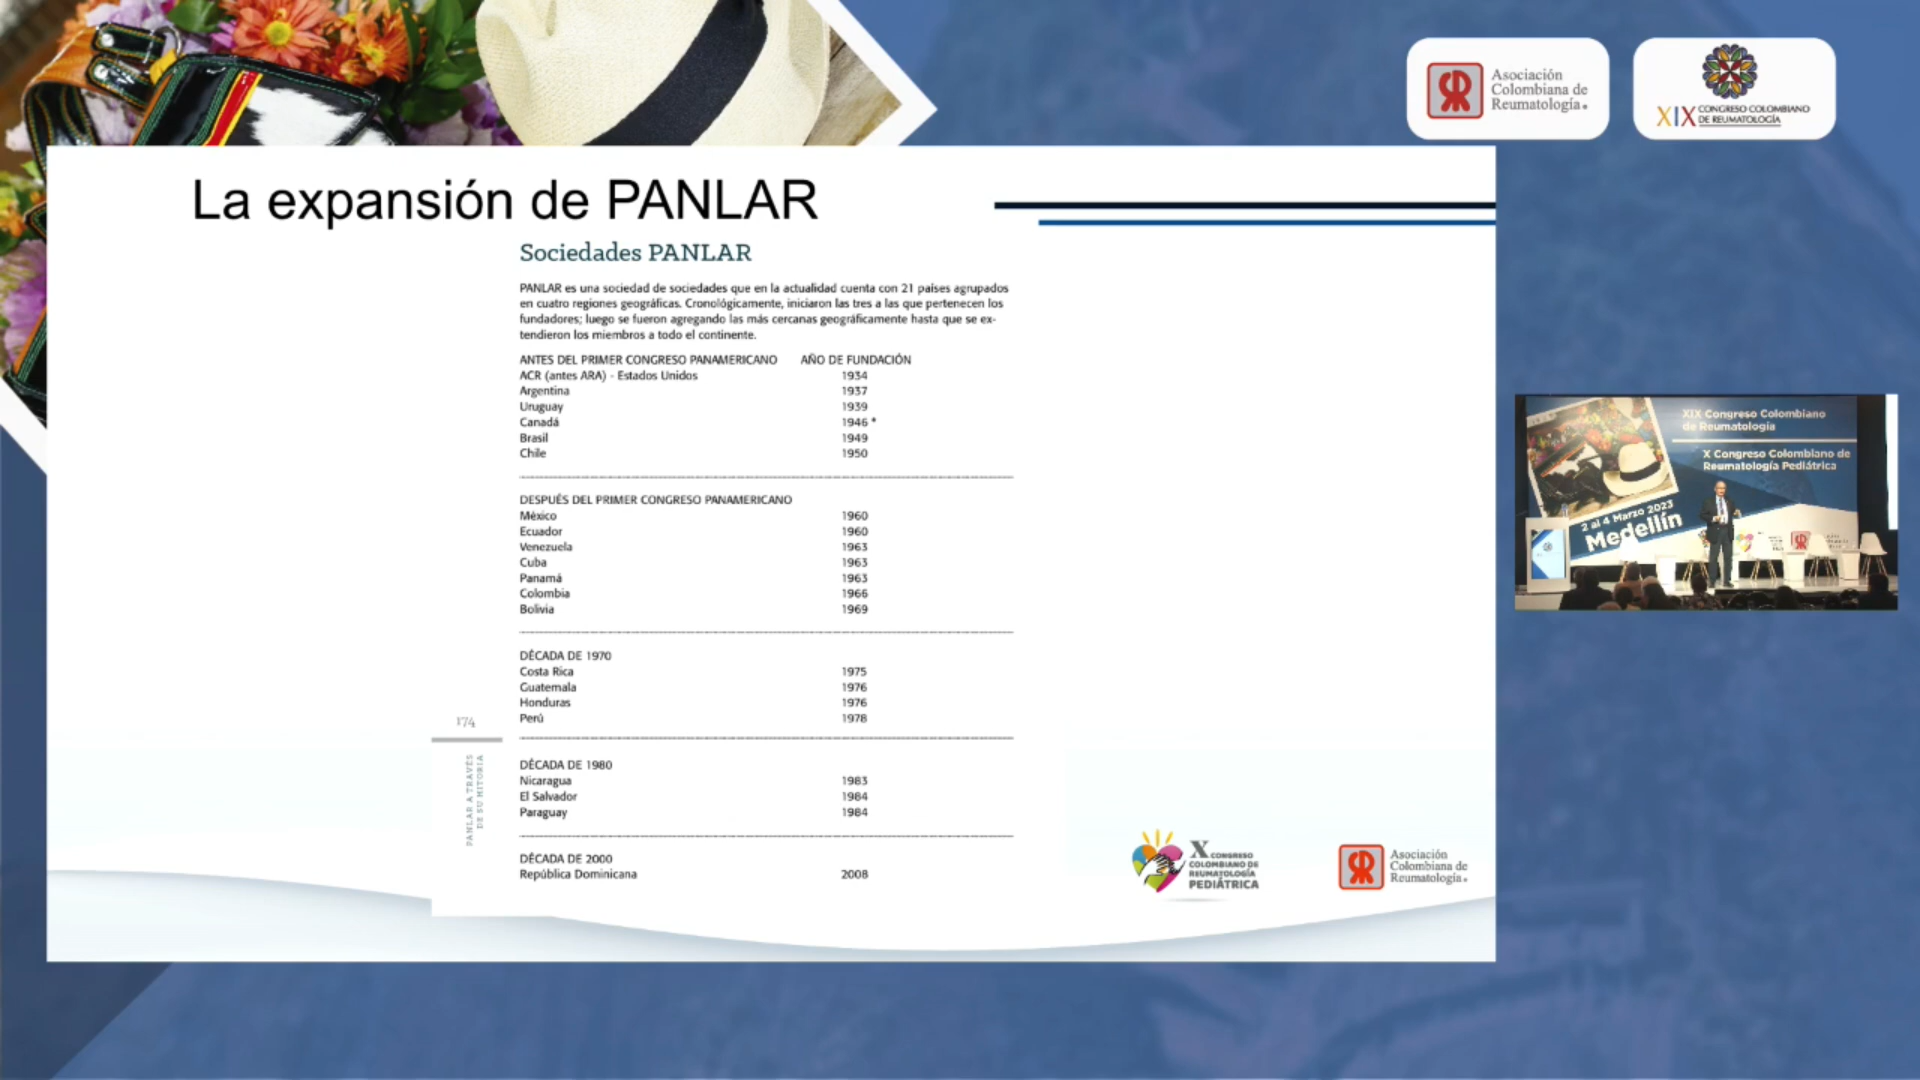 Asociación
Colombiana de
Reumatología.
XIX CONGRESO COLOMBIANO
DE REUMATOLOGÍA
La expansión de PANLAR
Sociedades PANLAR
PANLAR es una sociedad de sociedades que en la actualidad cuenta con 21 países agrupados
en cuatro regiones geográficas. Cronológicamente, iniciaron las tres a las que pertenecen los
fundadores; luego se fueron agregando las más cercanas geográficamente hasta que se ex-
tendieron los miembros a todo el continente.
ANTES DEL PRIMER CONGRESO PANAMERICANO AÑO DE FUNDACIÓN
ACR (antes ARA) - Estados Unidos 1934
Argentina 1937
Uruguay 1939
Canadá 1946 *
Brasil 1949
Chile 1950
DESPUÉS DEL PRIMER CONGRESO PANAMERICANO
México 1960
Ecuador 1960
Venezuela 1963
Cuba 1963
Panamá 1963
Colombia 1966
Bolivia 1969
DÉCADA DE 1970
Costa Rica 1975
Guatemala 1976
Honduras 1976
Perú 1978
DÉCADA DE 1980
Nicaragua 1983
El Salvador 1984
Paraguay 1984
DÉCADA DE 2000
República Dominicana 2008
174
PANLAR A TRAVÉS
DE SU HITORIA
X CONGRESO
COLOMBIANO DE
REUMATOLOGÍA
PEDIÁTRICA
Asociación
Colombiana de
Reumatología.
XIX Congreso Colombiano
de Reumatología
X Congreso Colombiano de
Reumatología Pediátrica
2 al 4 Marzo 2023
Medellín